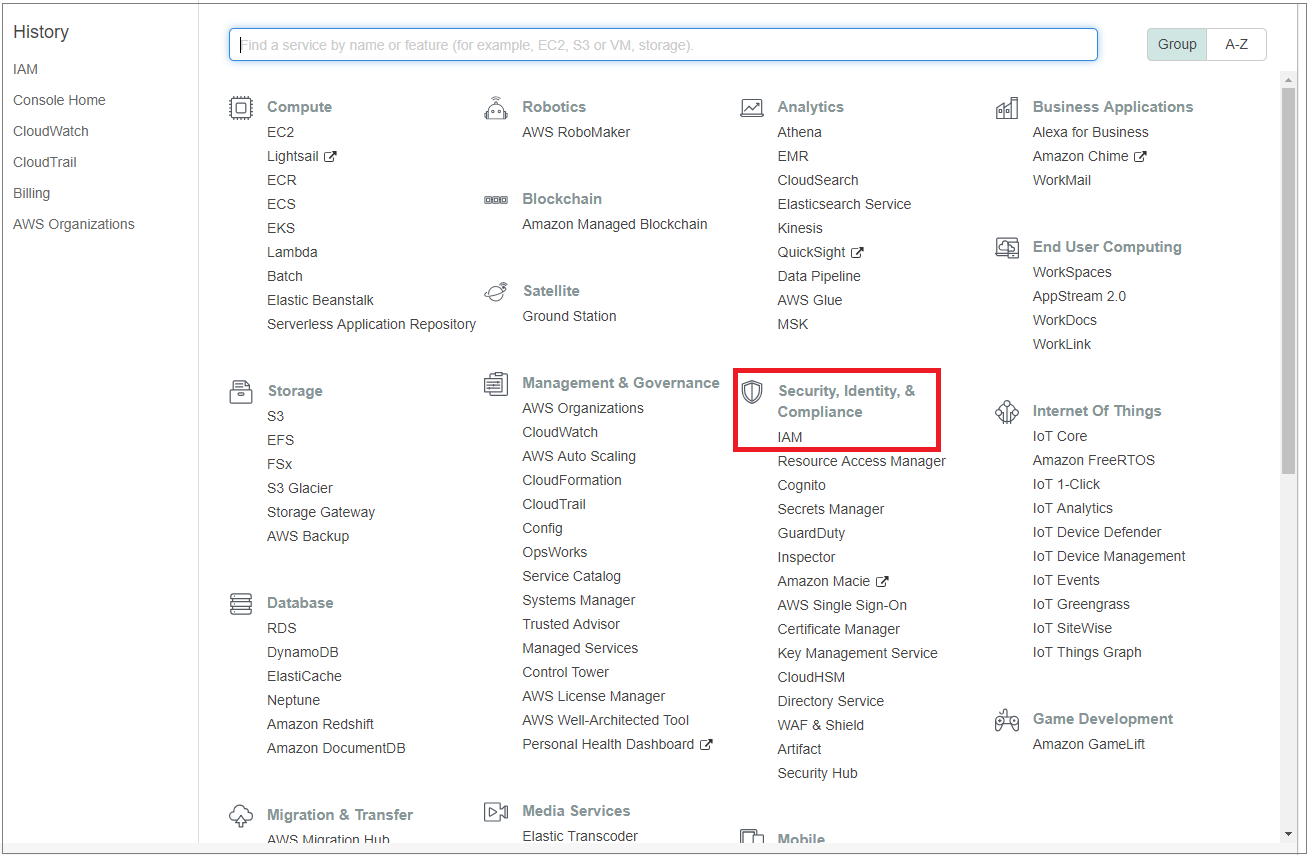 History
IAM
Console Home
CloudWatch
CloudTrail
Billing
AWS Organizations
Find a service by name or feature (for example, EC2, S3 or VM, storage).
Group
A-Z
Compute
EC2
Lightsail
ECR
ECS
EKS
Lambda
Batch
Elastic Beanstalk
Serverless Application Repository
Storage
S3
EFS
FSx
S3 Glacier
Storage Gateway
AWS Backup
Database
RDS
DynamoDB
ElastiCache
Neptune
Amazon Redshift
Amazon DocumentDB
Migration & Transfer
AWS Migration Hub
Robotics
AWS RoboMaker
Blockchain
Amazon Managed Blockchain
Satellite
Ground Station
Management & Governance
AWS Organizations
CloudWatch
AWS Auto Scaling
CloudFormation
CloudTrail
Config
OpsWorks
Service Catalog
Systems Manager
Trusted Advisor
Managed Services
Control Tower
AWS License Manager
AWS Well-Architected Tool
Personal Health Dashboard
Media Services
Elastic Transcoder
Analytics
Athena
EMR
CloudSearch
Elasticsearch Service
Kinesis
QuickSight
Data Pipeline
AWS Glue
MSK
Security, Identity, &
Compliance
IAM
Resource Access Manager
Cognito
Secrets Manager
GuardDuty
Inspector
Amazon Macie
AWS Single Sign-On
Certificate Manager
Key Management Service
CloudHSM
Directory Service
WAF & Shield
Artifact
Security Hub
Mobile
Business Applications
Alexa for Business
Amazon Chime
WorkMail
End User Computing
WorkSpaces
AppStream 2.0
WorkDocs
WorkLink
Internet Of Things
IoT Core
Amazon FreeRTOS
IoT 1-Click
IoT Analytics
IoT Device Defender
IoT Device Management
IoT Events
IoT Greengrass
IoT SiteWise
IoT Things Graph
Game Development
Amazon GameLift